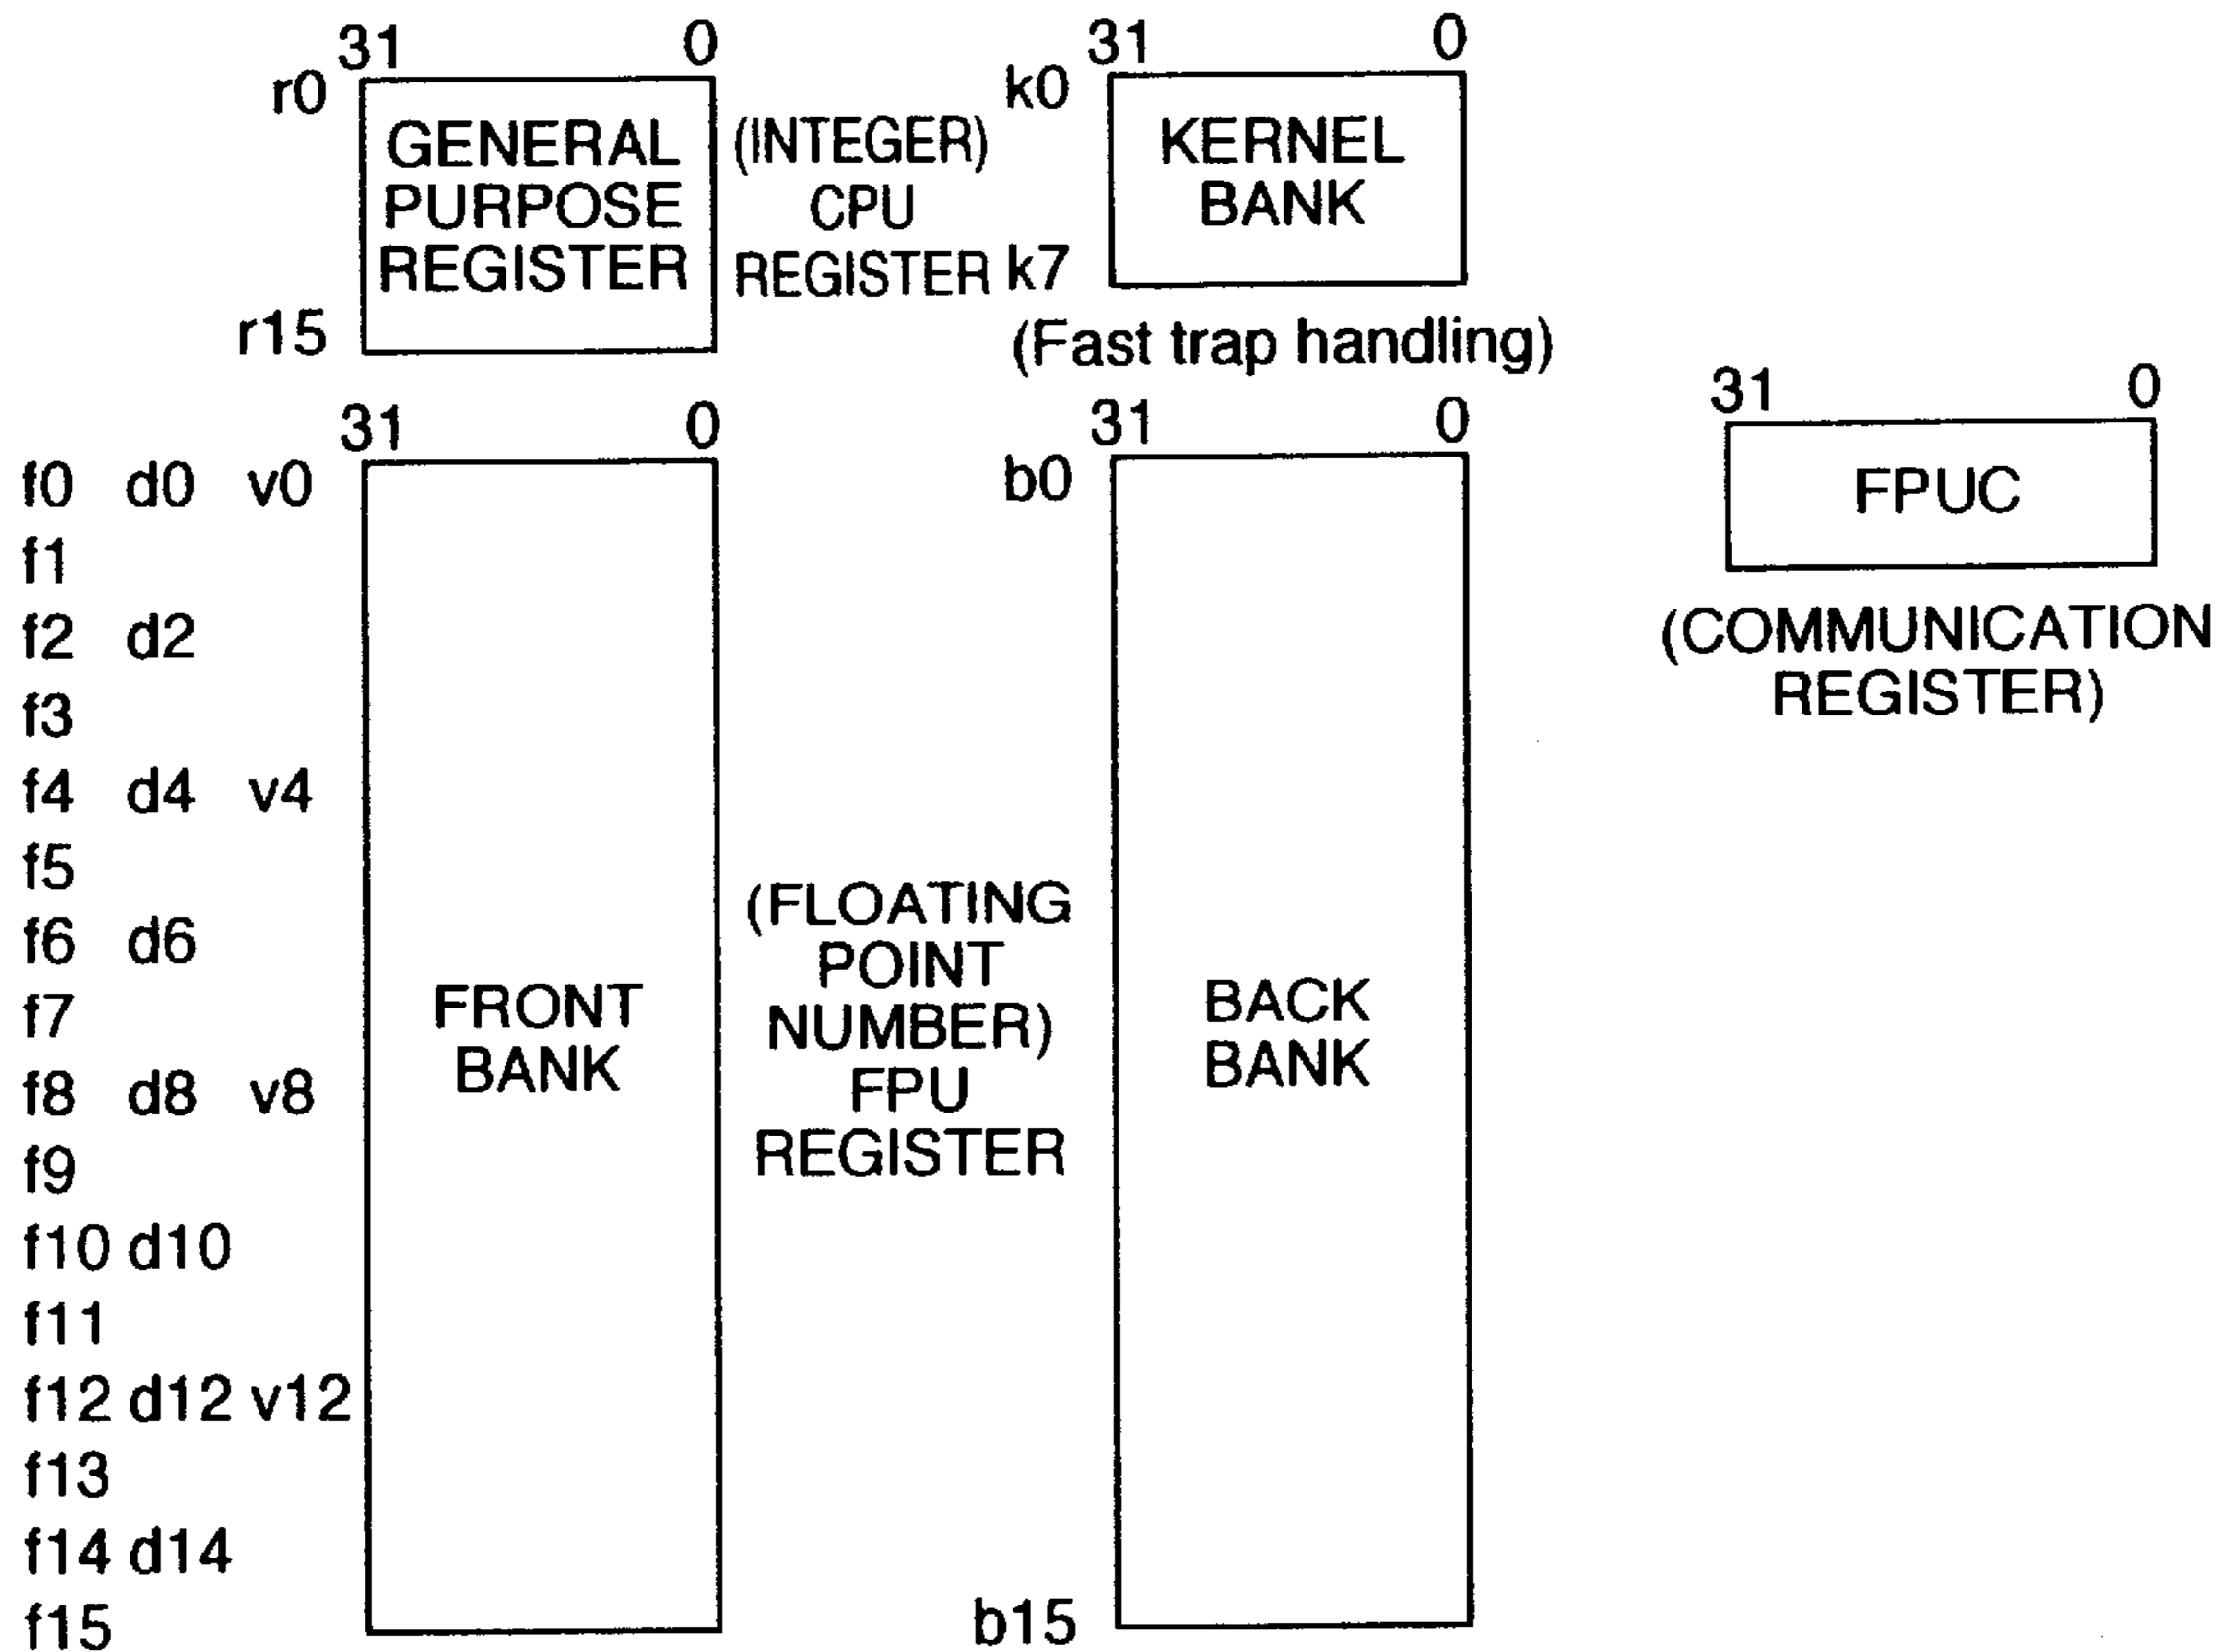 31 0
r0
GENERAL
PURPOSE
REGISTER
r15
(INTEGER)
CPU
REGISTER
31 0
k0
KERNEL
BANK
k7
(Fast trap handling)
31 0
f0 d0 v0
f1
f2 d2
f3
f4 d4 v4
f5
f6 d6
f7
f8 d8 v8
f9
f10 d10
f11
f12 d12 v12
f13
f14 d14
f15
FRONT
BANK
(FLOATING
POINT
NUMBER)
FPU
REGISTER
31 0
b0
BACK
BANK
b15
31 0
FPUC
(COMMUNICATION
REGISTER)